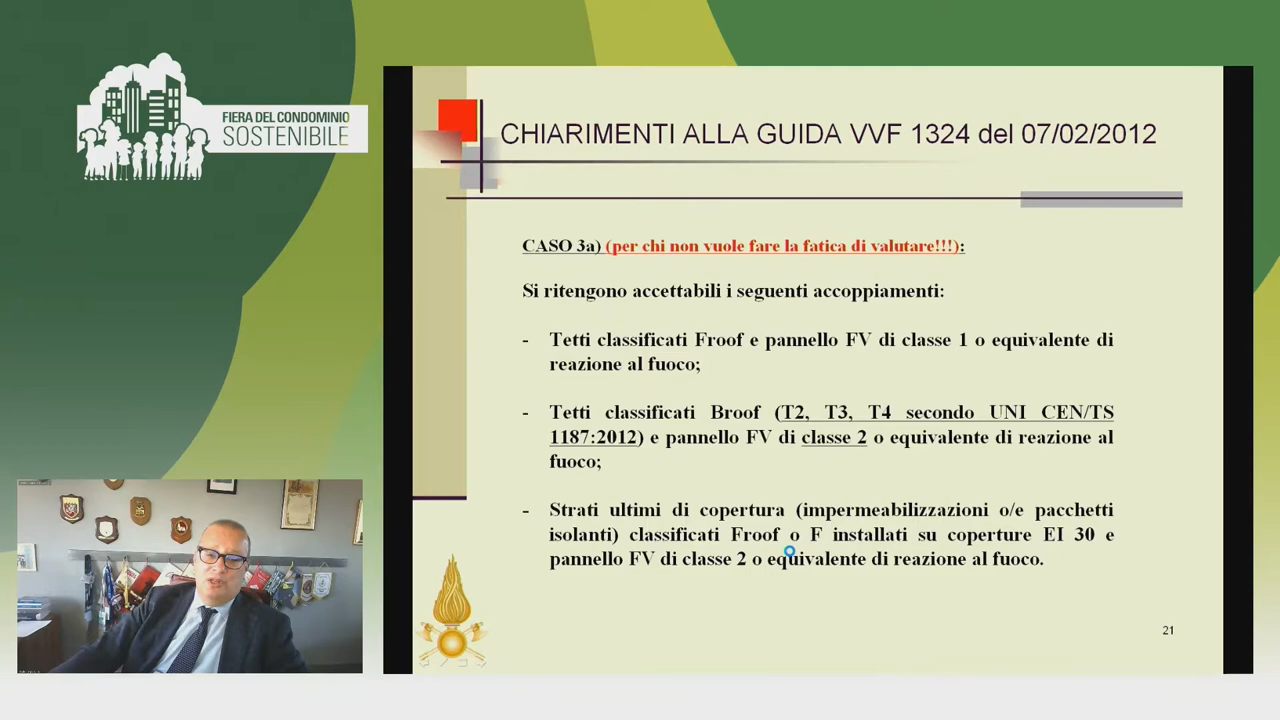 FIERA DEL CONDOMINIO
SOSTENIBILE
CHIARIMENTI ALLA GUIDA VVF 1324 del 07/02/2012
CASO 3a) (per chi non vuole fare la fatica di valutare!!!):
Si ritengono accettabili i seguenti accoppiamenti:
- Tetti classificati Froof e pannello FV di classe 1 o equivalente di
reazione al fuoco;
- Tetti classificati Broof (T2, T3, T4 secondo UNI CEN/TS
1187:2012) e pannello FV di classe 2 o equivalente di reazione al
fuoco;
- Strati ultimi di copertura (impermeabilizzazioni o/e pacchetti
isolanti) classificati Froof o F installati su coperture EI 30 e
pannello FV di classe 2 o equivalente di reazione al fuoco.
21